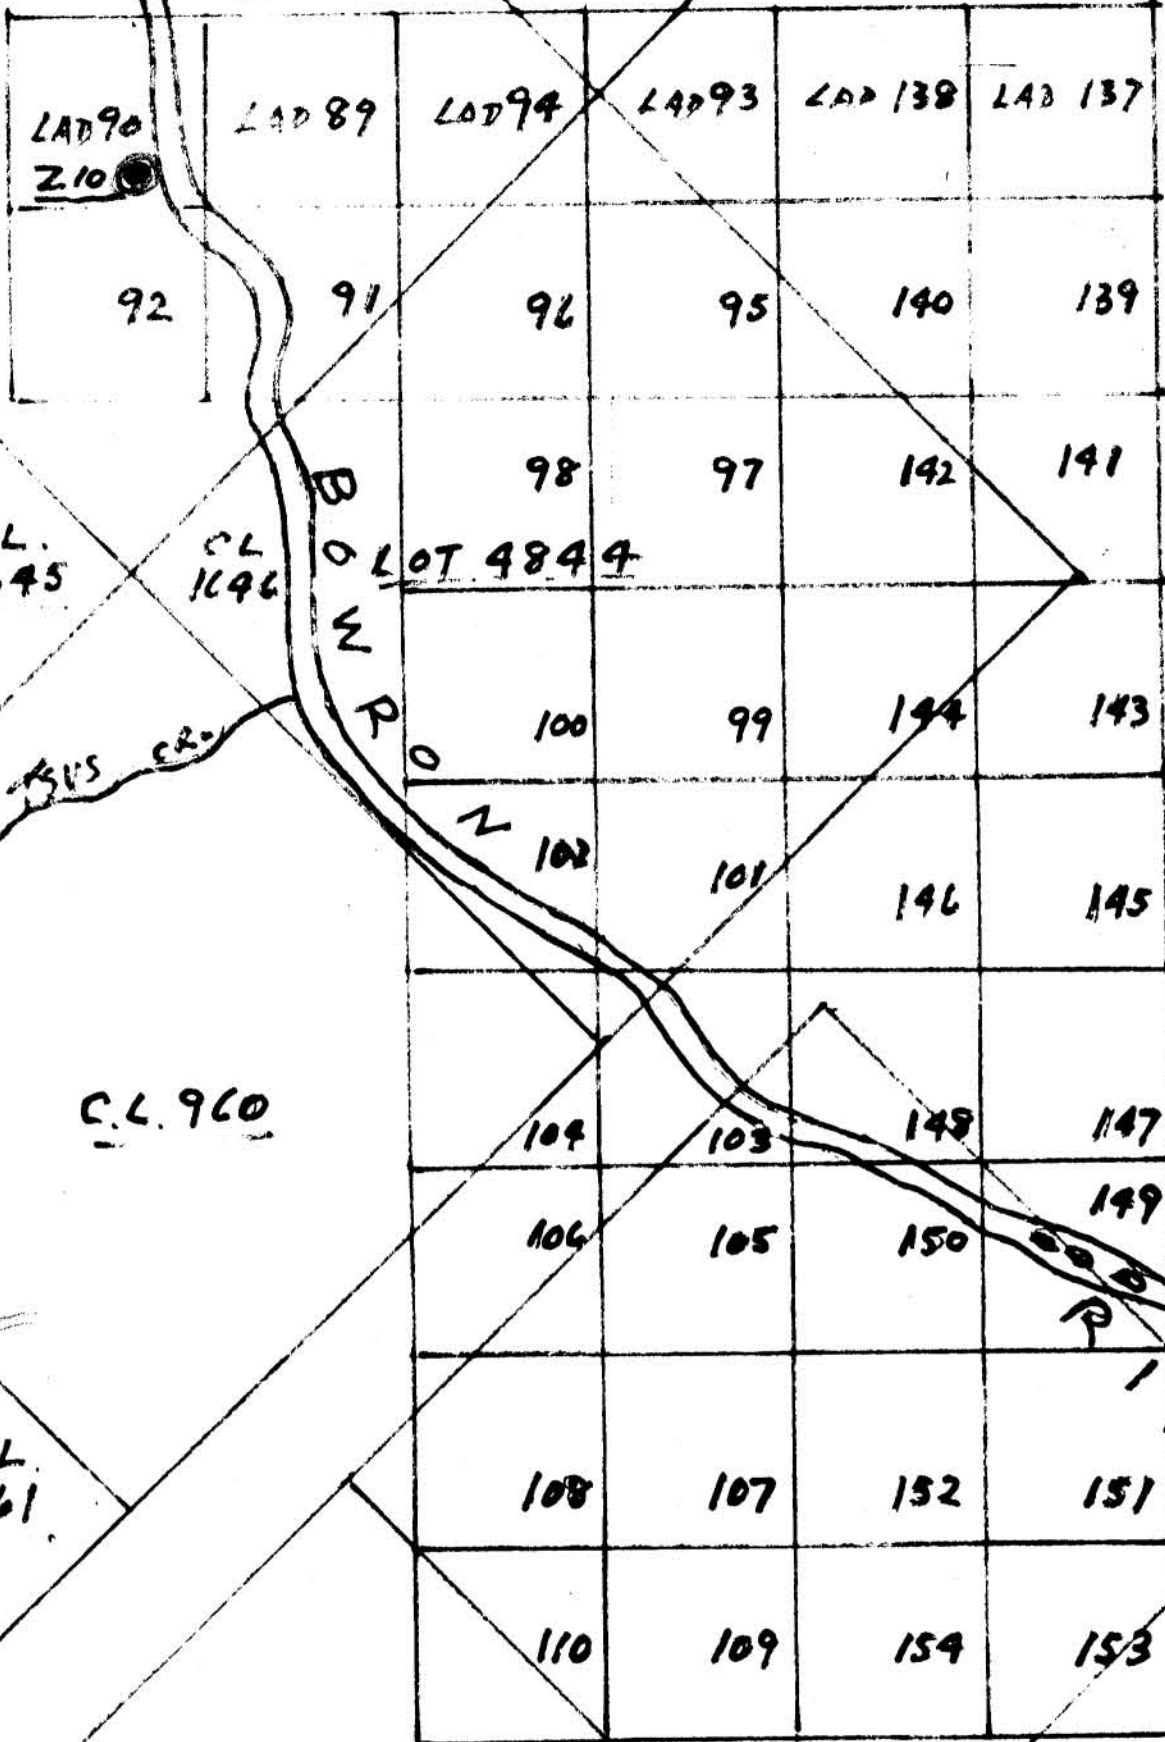 LAD90 LAD 89 LAD94 LAD93 LAD 138 LAD 137
Z10
92 91 96 95 140 139
98 97 142 141
L. CL LOT 4844
45 1646
BOWRON
100 99 144 143
CR.
102 101 146 145
C.L. 960
104 103 148 147
106 105 150 149
R
I
L. 108 107 152 151
61
110 109 154 153